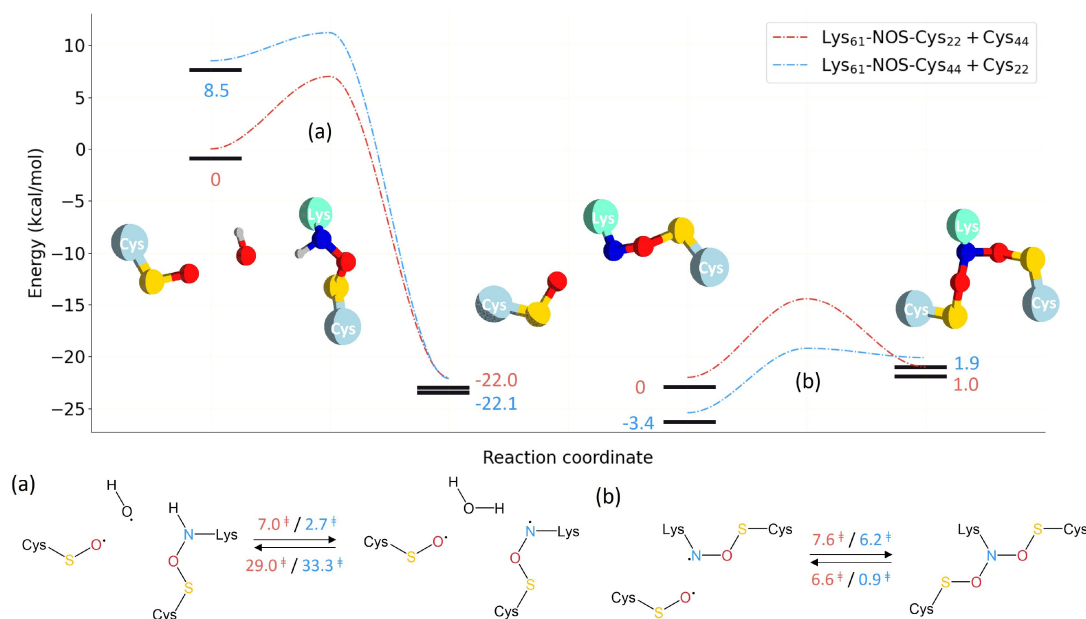 Lys₆₁-NOS-Cys₂₂ + Cys₄₄
Lys₆₁-NOS-Cys₄₄ + Cys₂₂
Energy (kcal/mol)
10
5
0
−5
−10
−15
−20
−25
8.5
0
(a)
Cys
Lys
Cys
-22.0
-22.1
Cys
Lys
Cys
0
-3.4
(b)
Lys
Cys
Cys
1.9
1.0
Reaction coordinate
(a)
H
O·
Cys
S
O·
H
N
Lys
O
S
Cys
7.0 ‡ / 2.7 ‡
29.0 ‡ / 33.3 ‡
H
O
H
Cys
S
O·
N·
Lys
O
S
Cys
(b)
Lys
S
Cys
·N
O
Cys
S
O·
7.6 ‡ / 6.2 ‡
6.6 ‡ / 0.9 ‡
Lys
S
Cys
N
O
S
O
Cys